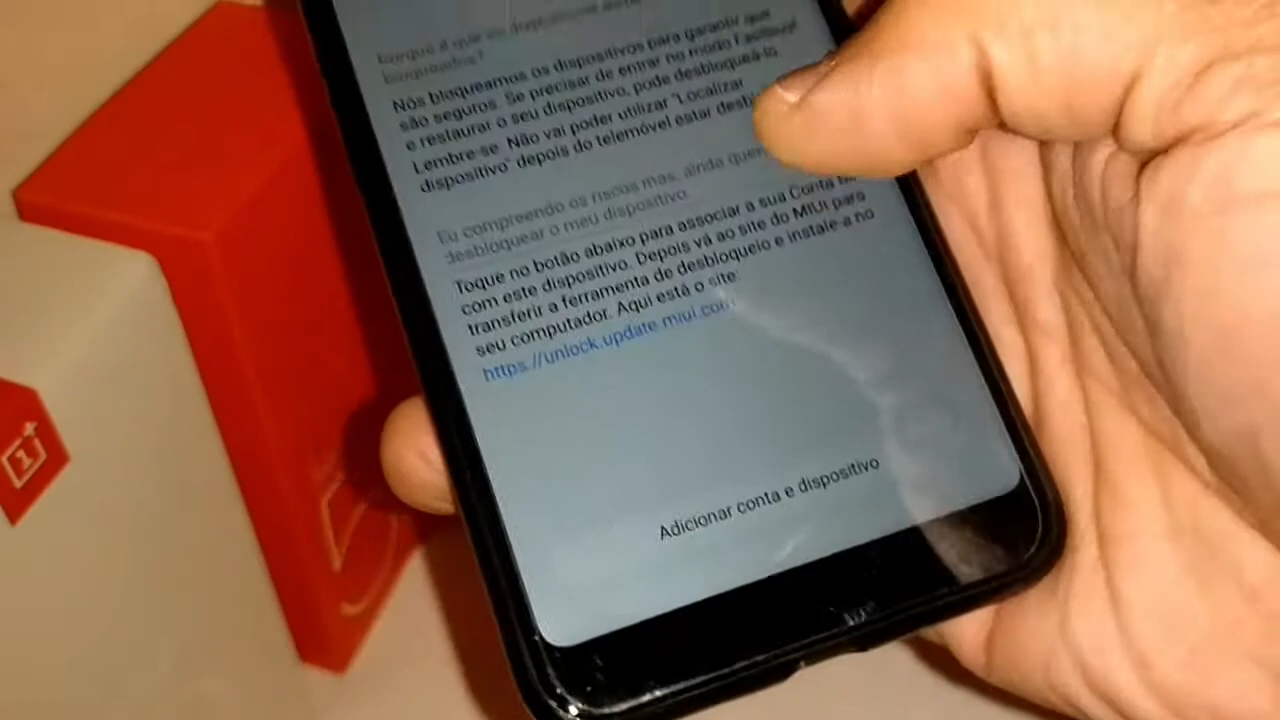 bloqueados?
Nós bloqueamos os dispositivos para garantir que
são seguros. Se precisar de entrar no modo Fastboot
e restaurar o seu dispositivo, pode desbloqueá-lo
Lembre-se. Não vai poder utilizar "Localizar
dispositivo" depois do telemóvel estar
Eu compreendo os riscos mas, ainda
desbloquear o meu dispositivo.
Toque no botão abaixo para associar a sua Conta
com este dispositivo. Depois vá ao site do MIUI para
transferir a ferramenta de desbloqueio e instale-a no
seu computador. Aqui está o site:
https://unlock.update.miui.com
Adicionar conta e dispositivo
1+